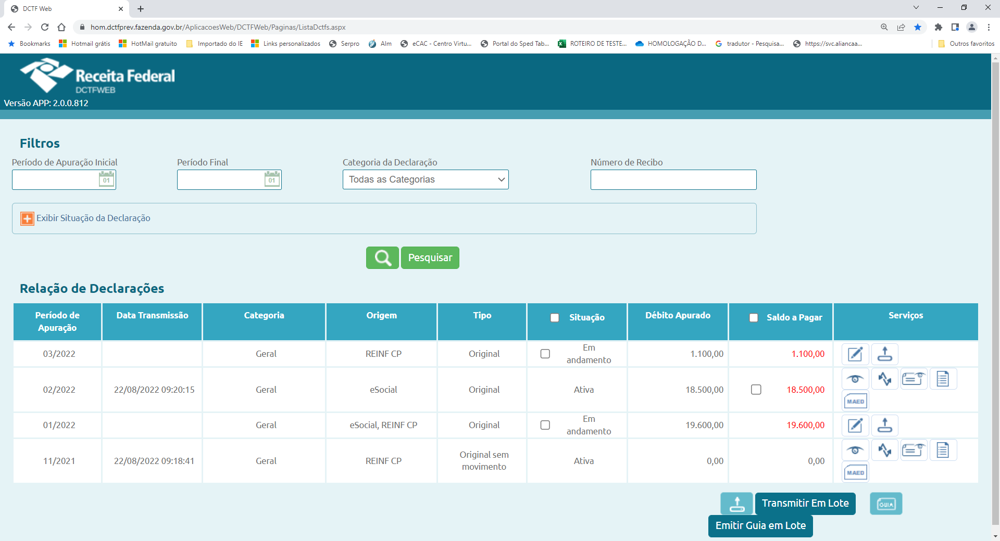 DCTF Web
hom.dctfprev.fazenda.gov.br/AplicacoesWeb/DCTFWeb/Paginas/ListaDctfs.aspx
Bookmarks Hotmail grátis HotMail gratuito Importado do IE Links personalizados Serpro Alm eCAC - Centro Virtu... Portal do Sped Tab... ROTEIRO DE TESTE... HOMOLOGAÇÃO D... tradutor - Pesquisa... https://svc.aliancaa... Outros favoritos
Receita Federal
DCTFWEB
Versão APP: 2.0.0.812
Filtros
Período de Apuração Inicial Período Final Categoria da Declaração Número de Recibo
01 01 Todas as Categorias
Exibir Situação da Declaração
Pesquisar
Relação de Declarações
Período de Apuração Data Transmissão Categoria Origem Tipo Situação Débito Apurado Saldo a Pagar Serviços
03/2022 Geral REINF CP Original Em andamento 1.100,00 1.100,00
02/2022 22/08/2022 09:20:15 Geral eSocial Original Ativa 18.500,00 18.500,00
MAED
01/2022 Geral eSocial, REINF CP Original Em andamento 19.600,00 19.600,00
11/2021 22/08/2022 09:18:41 Geral REINF CP Original sem movimento Ativa 0,00 0,00
MAED
Transmitir Em Lote GUIA
Emitir Guia em Lote